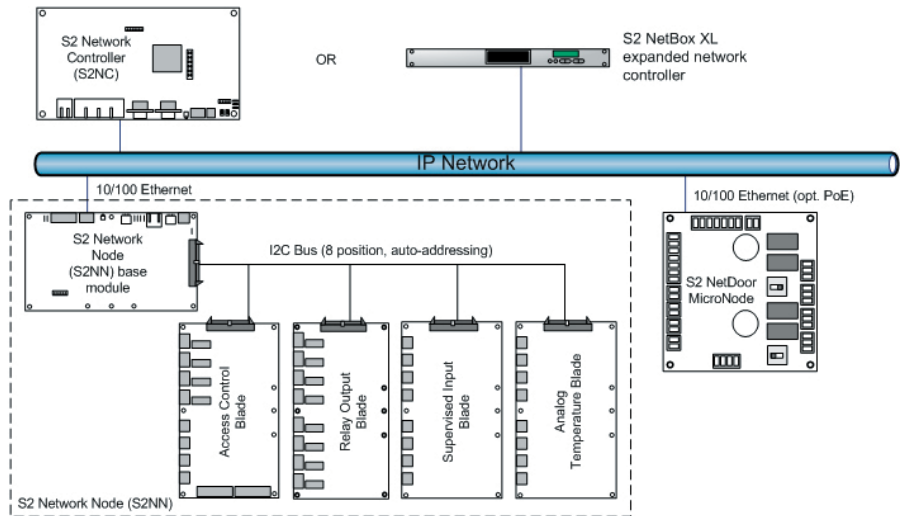 S2 Network
Controller
(S2NC)
OR
S2 NetBox XL
expanded network
controller
IP Network
10/100 Ethernet
10/100 Ethernet (opt. PoE)
S2 Network
Node
(S2NN) base
module
I2C Bus (8 position, auto-addressing)
S2 NetDoor
MicroNode
Access Control
Blade
Relay Output
Blade
Supervised Input
Blade
Analog
Temperature Blade
S2 Network Node (S2NN)